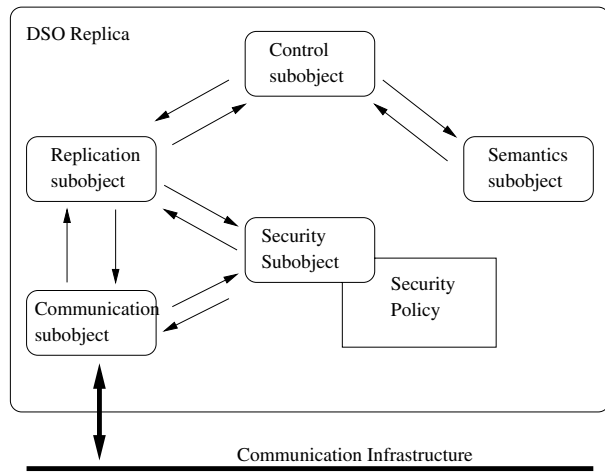 DSO Replica
Control
subobject
Replication
subobject
Semantics
subobject
Security
Subobject
Security
Policy
Communication
subobject
Communication Infrastructure